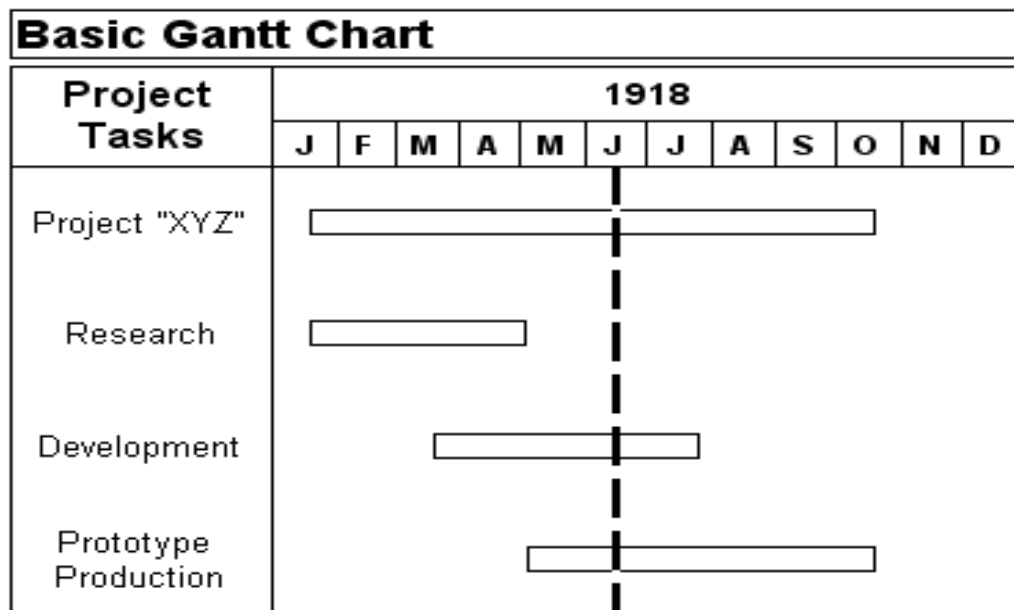 Basic Gantt Chart
Project
Tasks
1918
J F M A M J J A S O N D
Project "XYZ"
Research
Development
Prototype
Production